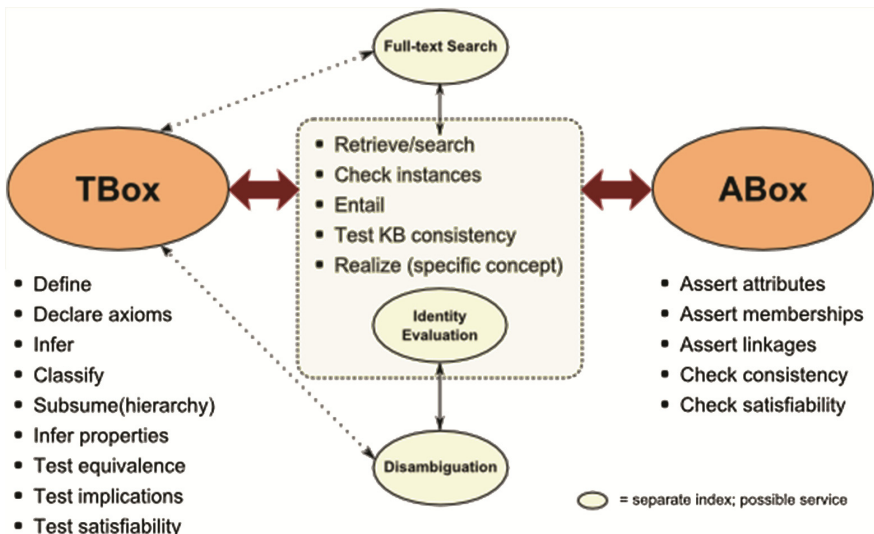 Full-text Search
TBox
▪ Retrieve/search
▪ Check instances
▪ Entail
▪ Test KB consistency
▪ Realize (specific concept)
Identity
Evaluation
ABox
▪ Define
▪ Declare axioms
▪ Infer
▪ Classify
▪ Subsume(hierarchy)
▪ Infer properties
▪ Test equivalence
▪ Test implications
▪ Test satisfiability
▪ Assert attributes
▪ Assert memberships
▪ Assert linkages
▪ Check consistency
▪ Check satisfiability
Disambiguation
= separate index; possible service